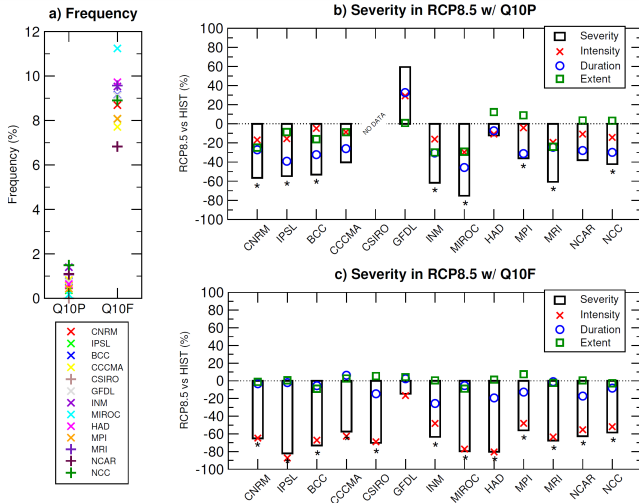 a) Frequency
12
10
8
6
4
2
0
Frequency (%)
Q10P Q10F
CNRM
IPSL
BCC
CCCMA
CSIRO
GFDL
INM
MIROC
HAD
MPI
MRI
NCAR
NCC
b) Severity in RCP8.5 w/ Q10P
100
80
60
40
20
0
-20
-40
-60
-80
-100
RCP8.5 vs HIST (%)
Severity
Intensity
Duration
Extent
NO DATA
* * * * * * * *
CNRM IPSL BCC CCCMA CSIRO GFDL INM MIROC HAD MPI MRI NCAR NCC
c) Severity in RCP8.5 w/ Q10F
100
80
60
40
20
0
-20
-40
-60
-80
-100
RCP8.5 vs HIST (%)
Severity
Intensity
Duration
Extent
* * * * * * * * * * * *
CNRM IPSL BCC CCCMA CSIRO GFDL INM MIROC HAD MPI MRI NCAR NCC